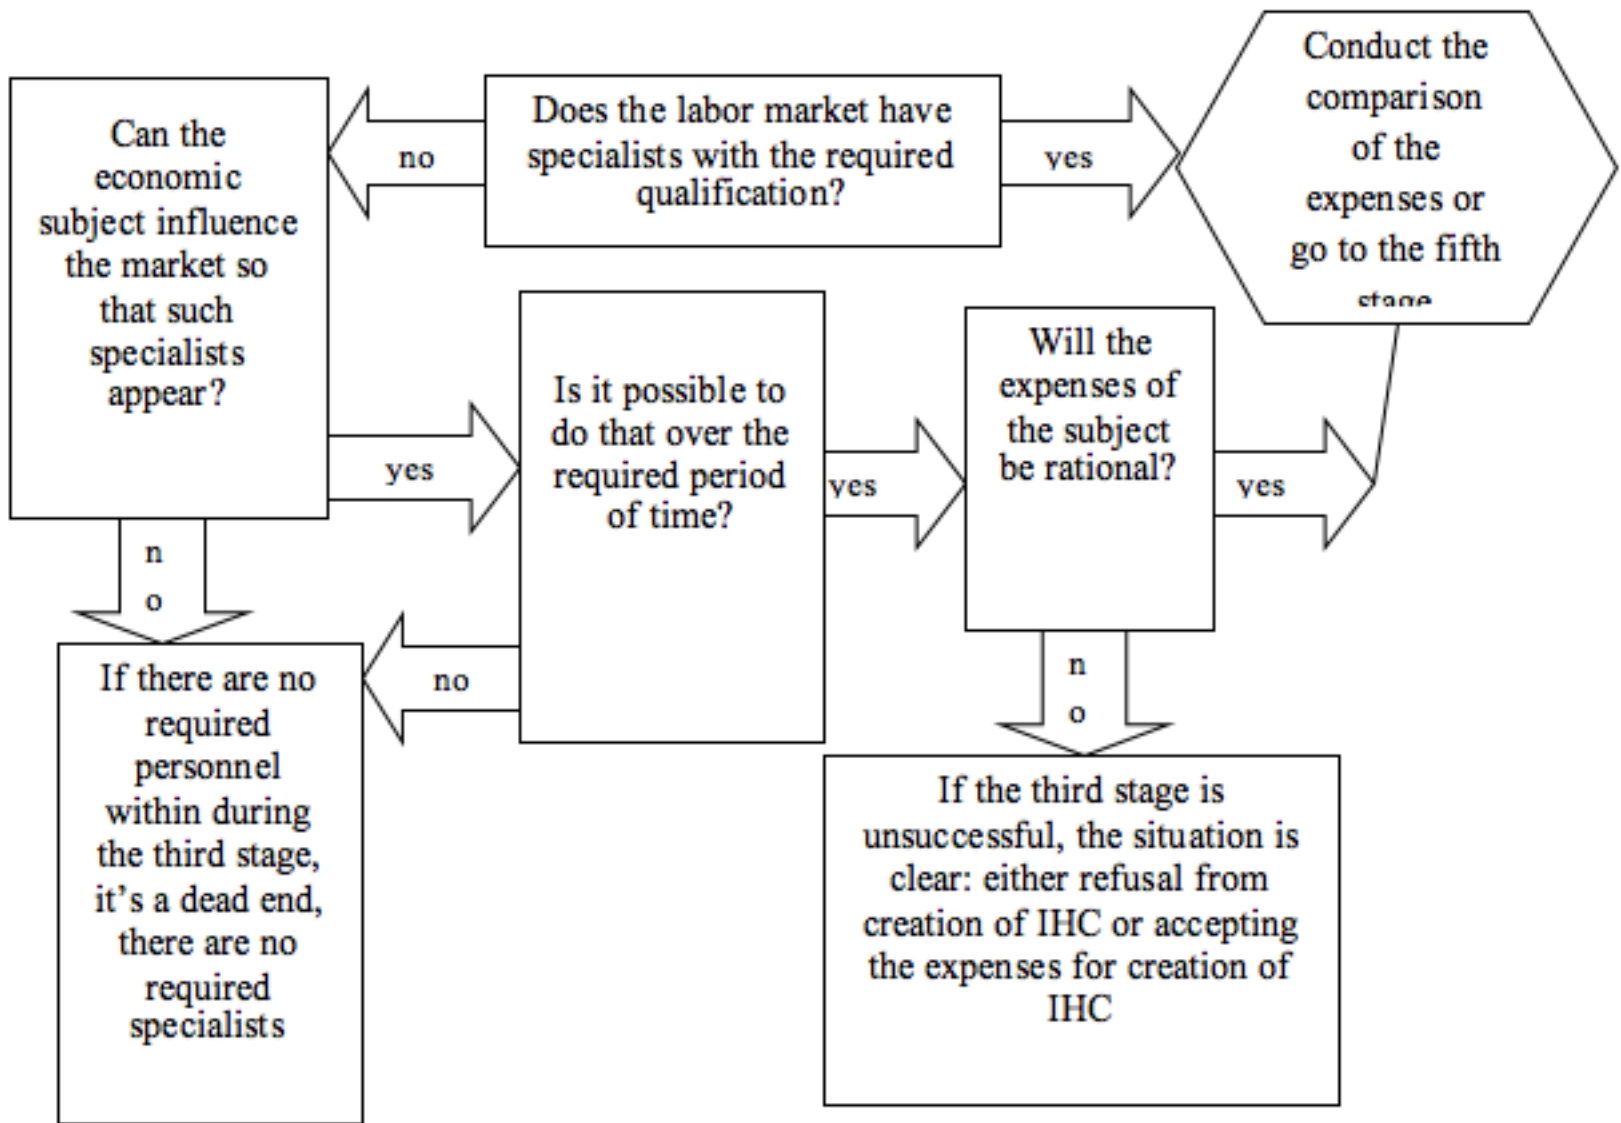 Does the labor market have
specialists with the required
qualification?
no
yes
Conduct the
comparison
of the
expenses or
go to the fifth
stage
Can the
economic
subject influence
the market so
that such
specialists
appear?
yes
n
o
Is it possible to
do that over the
required period
of time?
yes
no
Will the
expenses of
the subject
be rational?
yes
n
o
If there are no
required
personnel
within during
the third stage,
it’s a dead end,
there are no
required
specialists
If the third stage is
unsuccessful, the situation is
clear: either refusal from
creation of IHC or accepting
the expenses for creation of
IHC